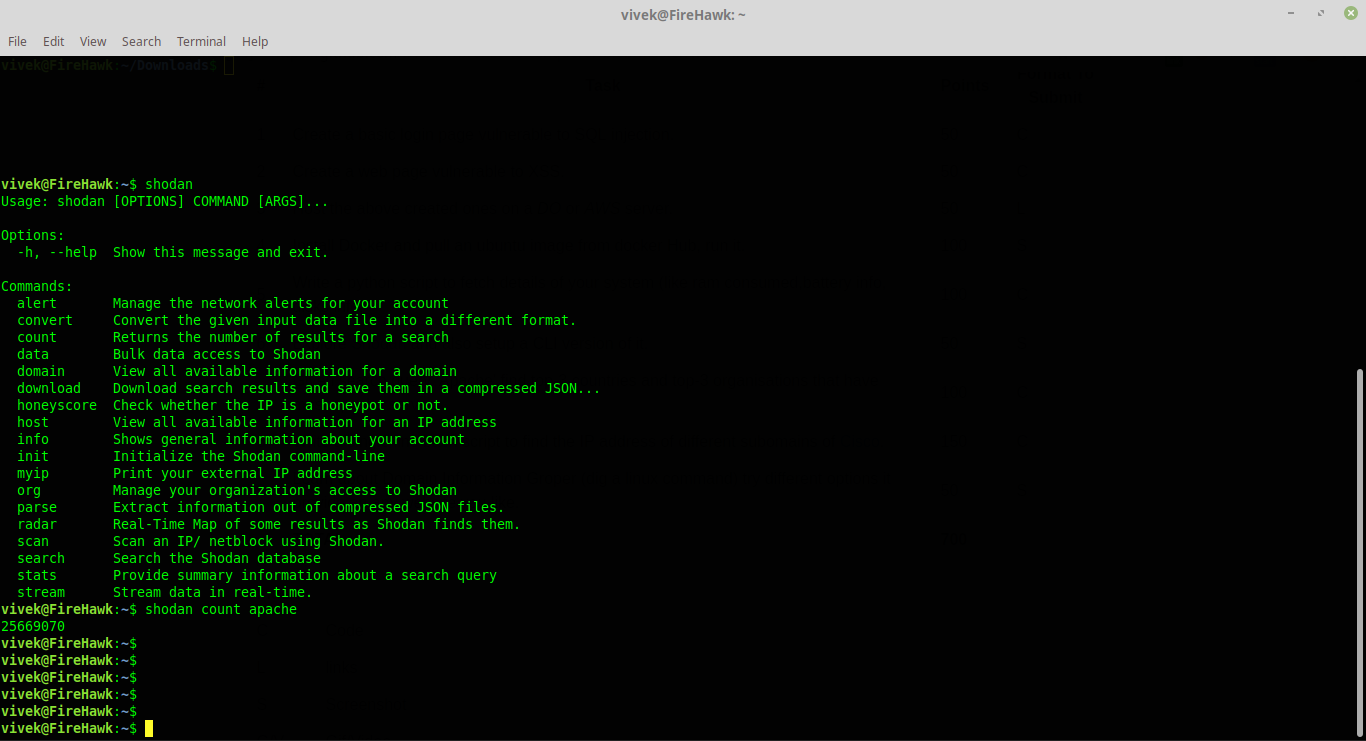 vivek@FireHawk: ~
File Edit View Search Terminal Help
vivek@FireHawk:~/Downloads$
vivek@FireHawk:~$ shodan
Usage: shodan [OPTIONS] COMMAND [ARGS]...
Options:
-h, --help Show this message and exit.
Commands:
alert Manage the network alerts for your account
convert Convert the given input data file into a different format.
count Returns the number of results for a search
data Bulk data access to Shodan
domain View all available information for a domain
download Download search results and save them in a compressed JSON...
honeyscore Check whether the IP is a honeypot or not.
host View all available information for an IP address
info Shows general information about your account
init Initialize the Shodan command-line
myip Print your external IP address
org Manage your organization's access to Shodan
parse Extract information out of compressed JSON files.
radar Real-Time Map of some results as Shodan finds them.
scan Scan an IP/ netblock using Shodan.
search Search the Shodan database
stats Provide summary information about a search query
stream Stream data in real-time.
vivek@FireHawk:~$ shodan count apache
25669070
vivek@FireHawk:~$
vivek@FireHawk:~$
vivek@FireHawk:~$
vivek@FireHawk:~$
vivek@FireHawk:~$
vivek@FireHawk:~$